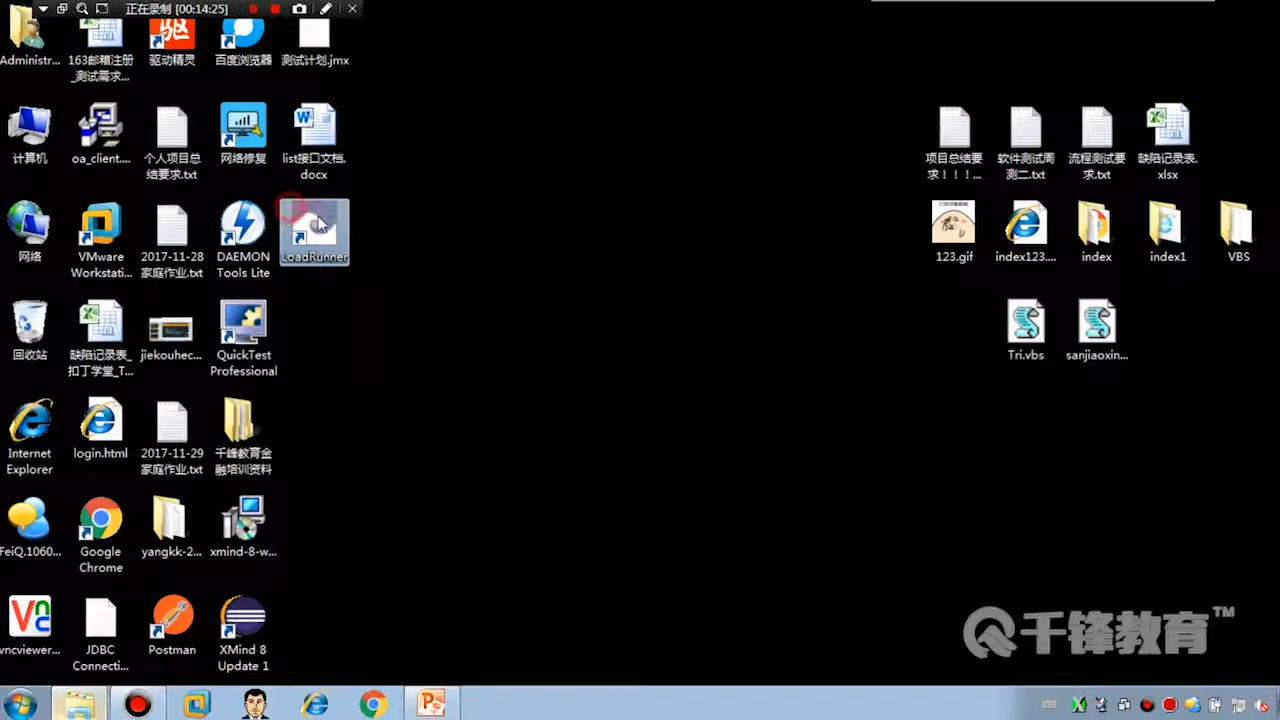 正在录制 [00:14:25]
Administr...
163邮箱注册
_测试需求...
驱动精灵
百度浏览器
测试计划.jmx
计算机
oa_client....
个人项目总
结要求.txt
网络修复
list接口文档.
docx
项目总结要
求！！！...
软件测试周
测二.txt
流程测试要
求.txt
缺陷记录表.
xlsx
网络
VMware
Workstati...
2017-11-28
家庭作业.txt
DAEMON
Tools Lite
LoadRunner
123.gif
index123....
index
index1
VBS
回收站
缺陷记录表_
扣丁学堂_T...
jiekouhec...
QuickTest
Professional
Tri.vbs
sanjiaoxin...
Internet
Explorer
login.html
2017-11-29
家庭作业.txt
千峰教育金
融培训资料
FeiQ.1060...
Google
Chrome
yangkk-2...
xmind-8-w...
vncviewer...
JDBC
Connecti...
Postman
XMind 8
Update 1
千锋教育™